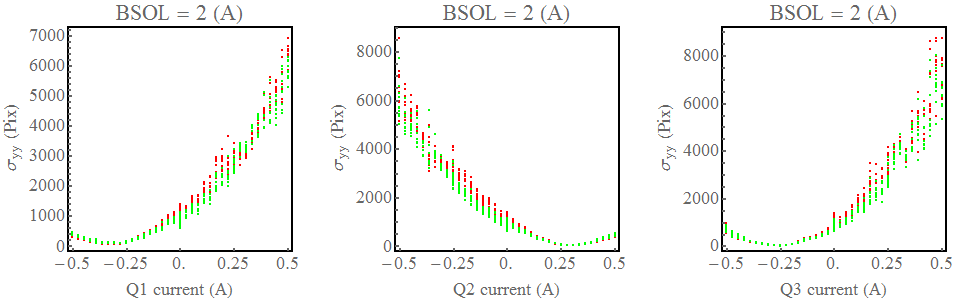 BSOL = 2 (A)
σyy (Pix)
7000
6000
5000
4000
3000
2000
1000
0
−0.5 −0.25 0. 0.25 0.5
Q1 current (A)
BSOL = 2 (A)
σyy (Pix)
8000
6000
4000
2000
0
−0.5 −0.25 0. 0.25 0.5
Q2 current (A)
BSOL = 2 (A)
σyy (Pix)
8000
6000
4000
2000
0
−0.5 −0.25 0. 0.25 0.5
Q3 current (A)